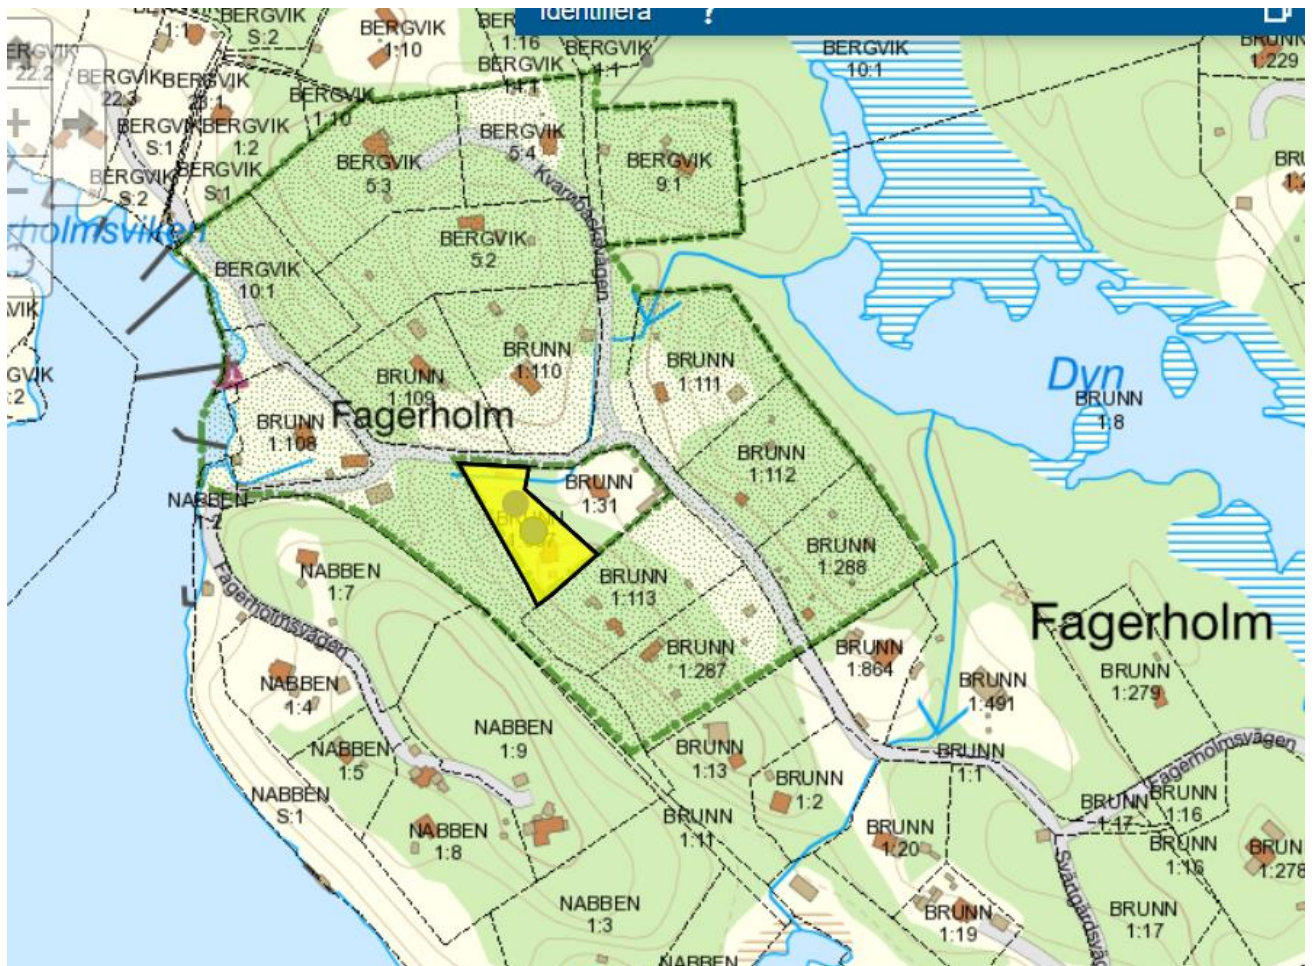 Identifiera ?
BERGVIK
S:2
BERGVIK
1:10
1:16
BERGVIK
14:1
BERGVIK
1:1
BERGVIK
10:1
BRUNN
1:229
22:2
BERGVIK
22:3
BERGVIK
BERGVIK
1:10
BERGVIK
S:1
BERGVIK
1:2
BERGVIK
S:2
BERGVIK
S:1
BERGVIK
5:3
BERGVIK
5:4
BERGVIK
9:1
Kvarnbacksvägen
BERGVIK
5:2
BERGVIK
10:1
BRUNN
1:110
BRUNN
1:109
BRUNN
1:111
Dyn
BRUNN
1:8
Fagerholm
BRUNN
1:108
BRUNN
1:112
BRUNN
1:31
NABBEN
1:2
BRUNN
BRUNN
1:288
NABBEN
1:7
BRUNN
1:113
Fagerholmsvägen
Fagerholm
BRUNN
1:287
BRUNN
1:864
BRUNN
1:491
BRUNN
1:279
NABBEN
1:4
NABBEN
1:5
NABBEN
1:9
BRUNN
1:13
BRUNN
1:1
Fagerholmsvägen
NABBEN
S:1
BRUNN
1:2
BRUNN
1:17
BRUNN
1:16
NABBEN
1:8
BRUNN
1:11
BRUNN
1:20
BRUNN
1:16
1:278
NABBEN
1:3
BRUNN
1:19
BRUNN
1:17
NABBEN